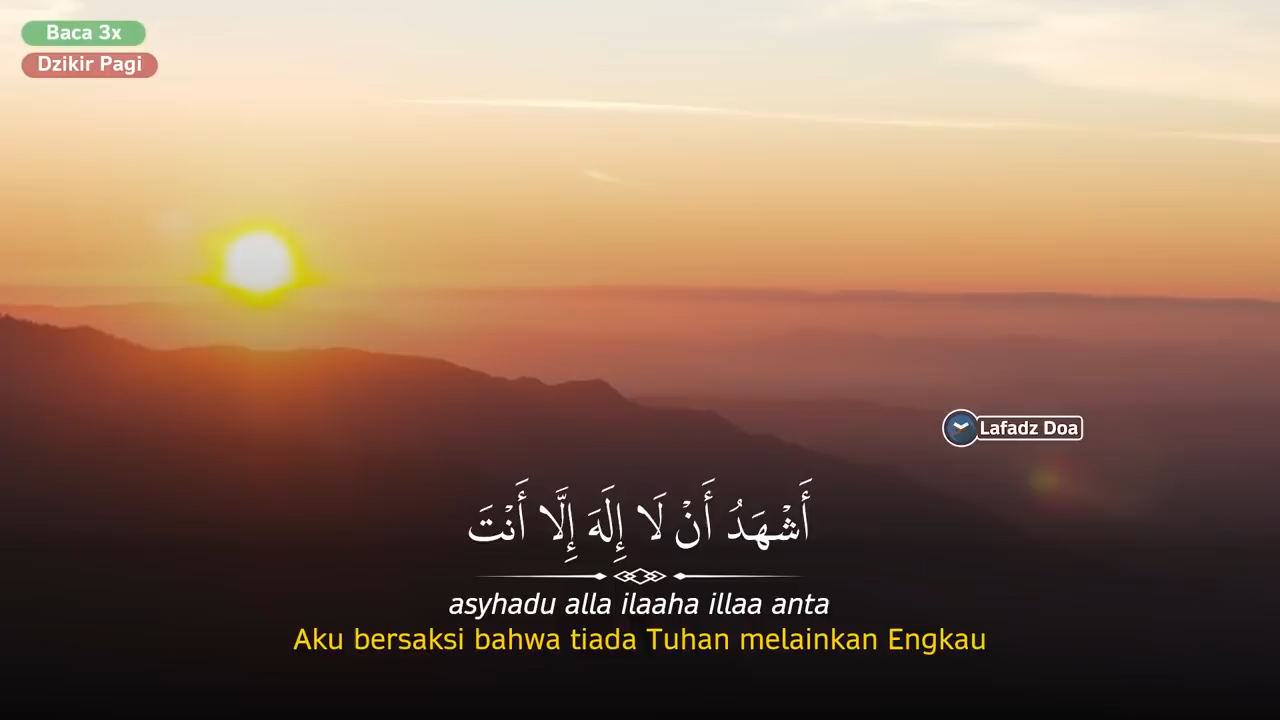 Baca 3x
Dzikir Pagi
Lafadz Doa
أَشْهَدُ أَنْ لَا إِلَهَ إِلَّا أَنْتَ
asyhadu alla ilaaha illaa anta
Aku bersaksi bahwa tiada Tuhan melainkan Engkau